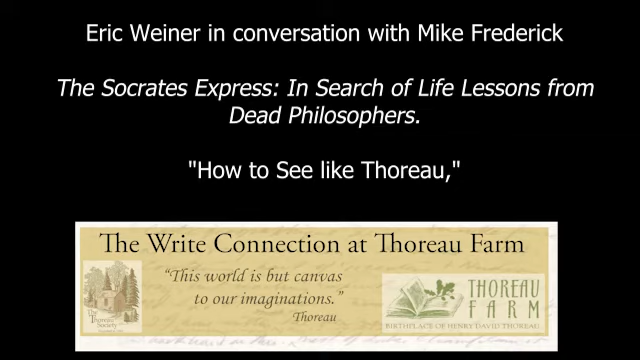 Eric Weiner in conversation with Mike Frederick
The Socrates Express: In Search of Life Lessons from
Dead Philosophers.
"How to See like Thoreau,"
The Write Connection at Thoreau Farm
"This world is but canvas
to our imaginations."
Thoreau
The
Thoreau
Society
THOREAU
FARM
BIRTHPLACE OF HENRY DAVID THOREAU